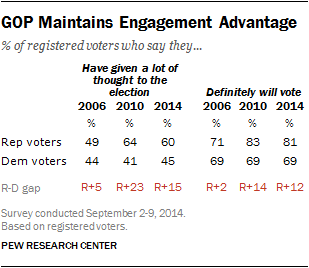 GOP Maintains Engagement Advantage
% of registered voters who say they...
Have given a lot of
thought to the
election Definitely will vote
2006 2010 2014 2006 2010 2014
% % % % % %
Rep voters 49 64 60 71 83 81
Dem voters 44 41 45 69 69 69
R-D gap R+5 R+23 R+15 R+2 R+14 R+12
Survey conducted September 2-9, 2014.
Based on registered voters.
PEW RESEARCH CENTER